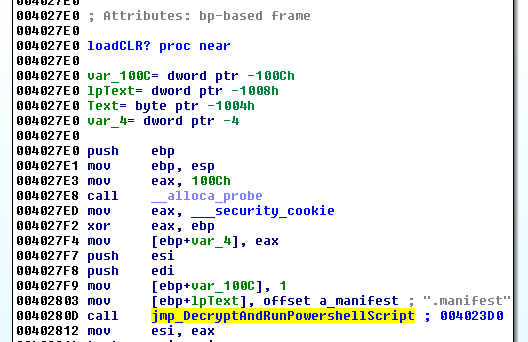 004027E0
004027E0 ; Attributes: bp-based frame
004027E0
004027E0 loadCLR? proc near
004027E0
004027E0 var_100C= dword ptr -100Ch
004027E0 lpText= dword ptr -1008h
004027E0 Text= byte ptr -1004h
004027E0 var_4= dword ptr -4
004027E0
004027E0 push ebp
004027E1 mov ebp, esp
004027E3 mov eax, 100Ch
004027E8 call __alloca_probe
004027ED mov eax, ___security_cookie
004027F2 xor eax, ebp
004027F4 mov [ebp+var_4], eax
004027F7 push esi
004027F8 push edi
004027F9 mov [ebp+var_100C], 1
00402803 mov [ebp+lpText], offset a_manifest ; ".manifest"
0040280D call jmp_DecryptAndRunPowershellScript ; 004023D0
00402812 mov esi, eax